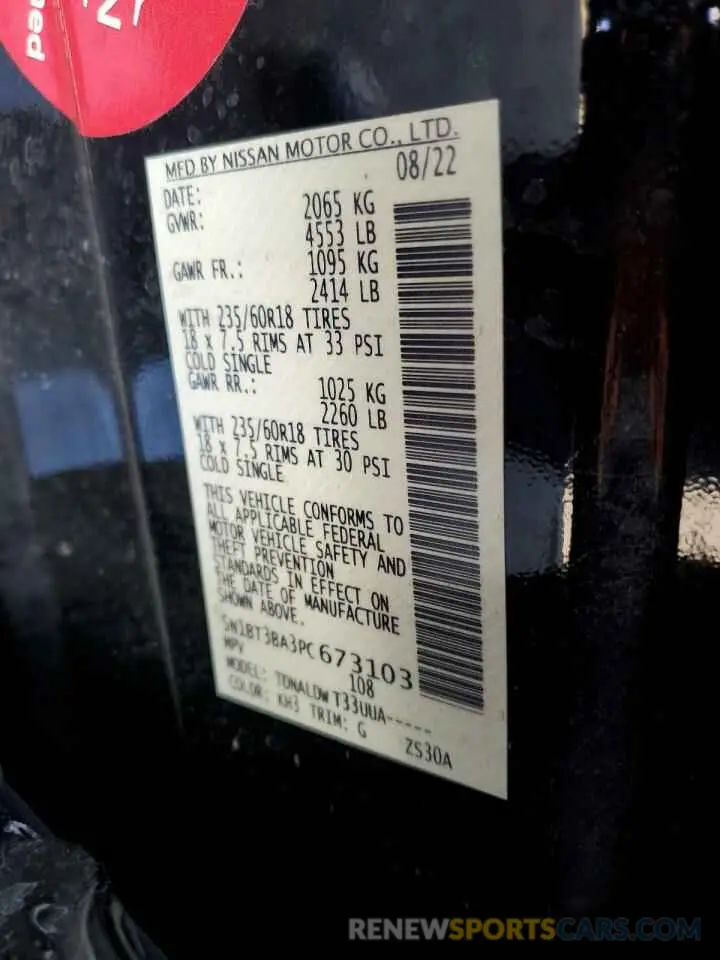 ned
MFD BY NISSAN MOTOR CO., LTD.
DATE: 08/22
GVWR: 2065 KG
4553 LB
GAWR FR.: 1095 KG
2414 LB
WITH 235/60R18 TIRES
18 x 7.5 RIMS AT 33 PSI
COLD SINGLE
GAWR RR.: 1025 KG
2260 LB
WITH 235/60R18 TIRES
18 x 7.5 RIMS AT 30 PSI
COLD SINGLE
THIS VEHICLE CONFORMS TO
ALL APPLICABLE FEDERAL
MOTOR VEHICLE SAFETY AND
THEFT PREVENTION
STANDARDS IN EFFECT ON
THE DATE OF MANUFACTURE
SHOWN ABOVE.
5N1BT3BA3PC673103
MPV 108
MODEL: TDNALDW T33UUA-----
COLOR: KH3 TRIM: G ZS30A
RENEWSPORTSCARS.COM